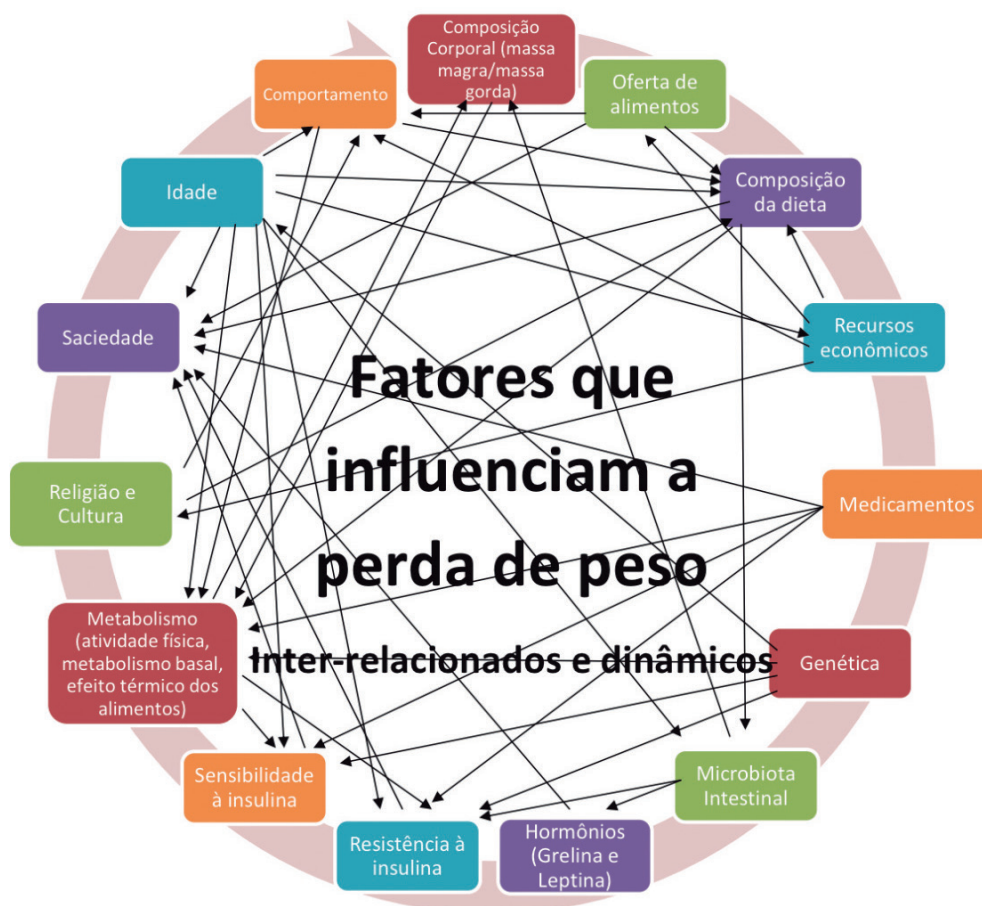 Composição
Corporal (massa
magra/massa
gorda)
Oferta de
alimentos
Composição
da dieta
Recursos
econômicos
Medicamentos
Genética
Microbiota
Intestinal
Hormônios
(Grelina e
Leptina)
Resistência à
insulina
Sensibilidade
à insulina
Metabolismo
(atividade física,
metabolismo basal,
efeito térmico dos
alimentos)
Religião e
Cultura
Saciedade
Idade
Comportamento
Fatores que
influenciam a
perda de peso
Inter-relacionados e dinâmicos